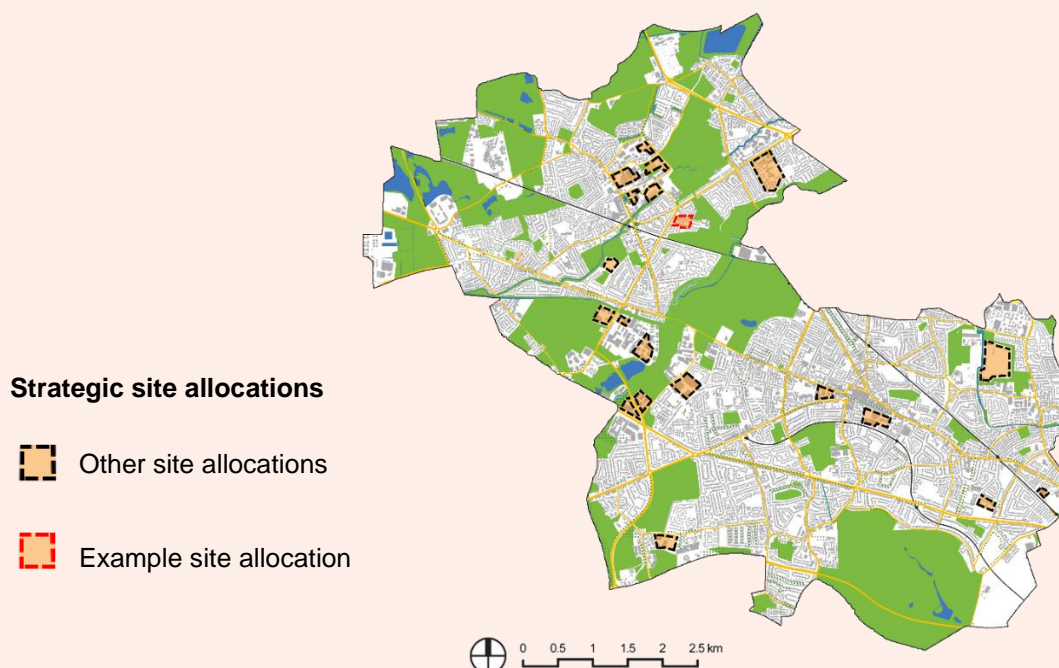 Strategic site allocations
Other site allocations
Example site allocation
0 0.5 1 1.5 2 2.5 km